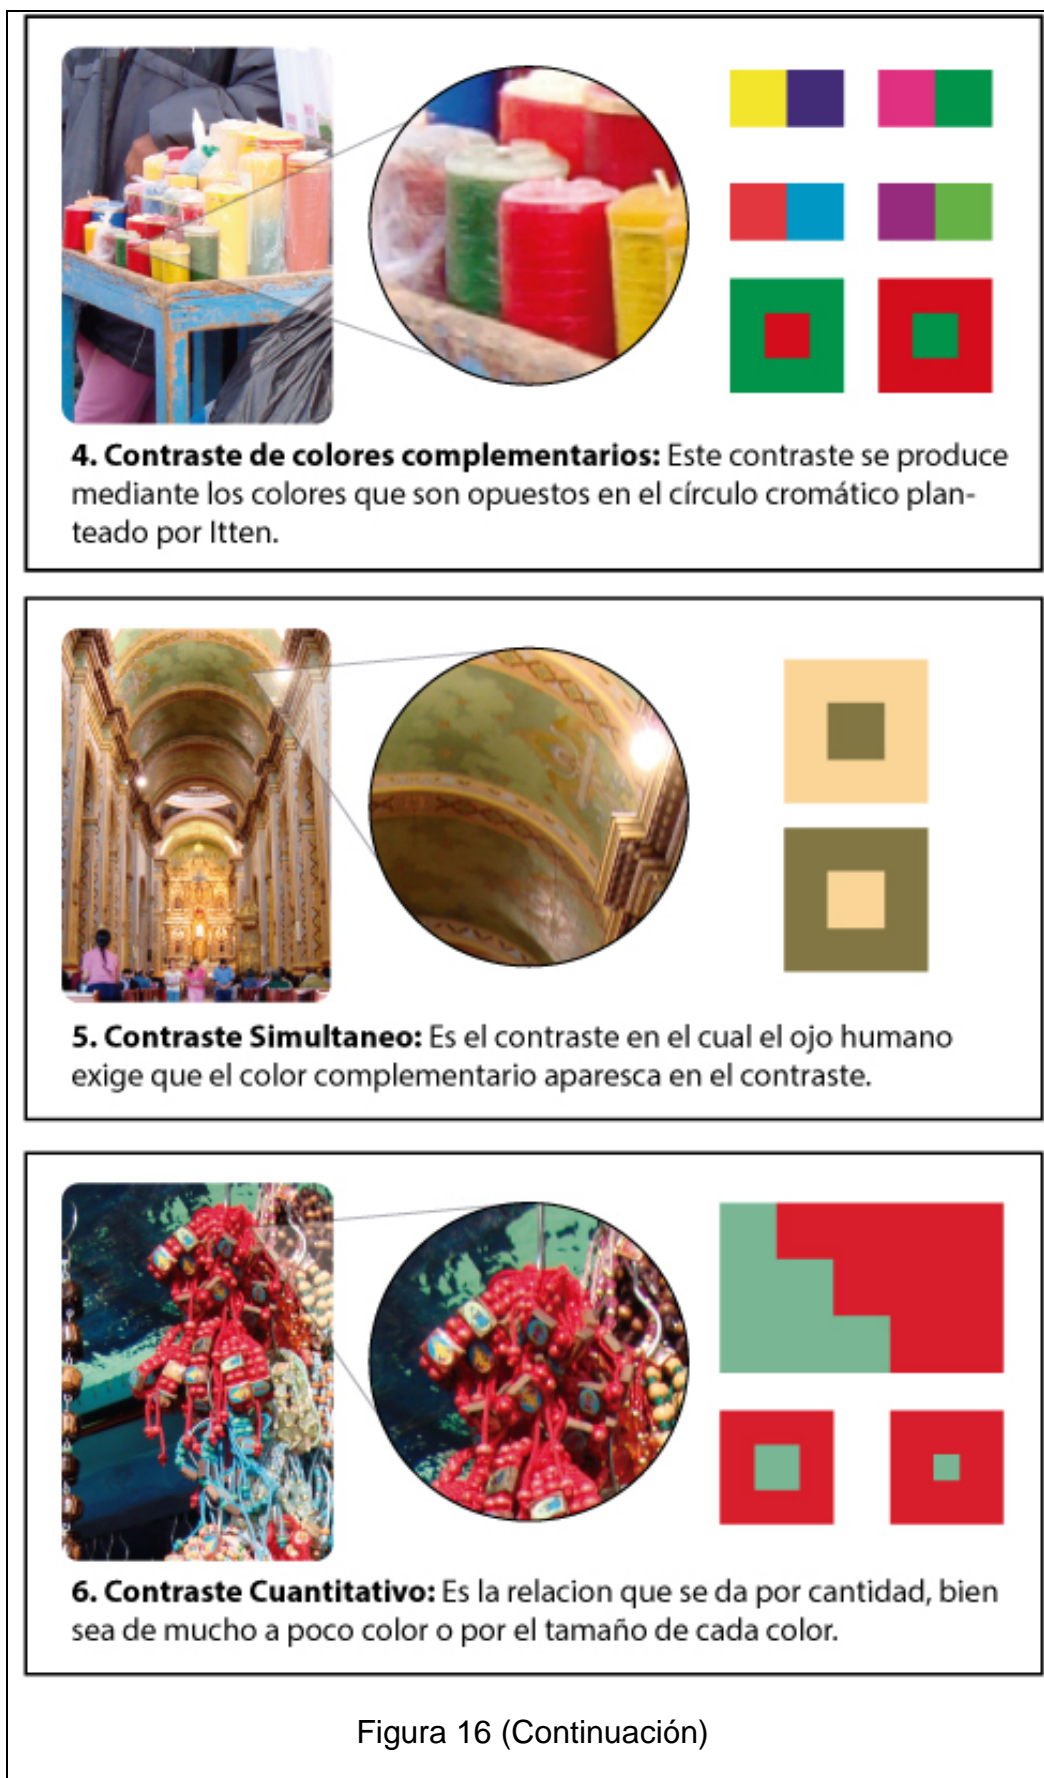 4. Contraste de colores complementarios: Este contraste se produce
mediante los colores que son opuestos en el círculo cromático plan-
teado por Itten.
5. Contraste Simultaneo: Es el contraste en el cual el ojo humano
exige que el color complementario aparesca en el contraste.
6. Contraste Cuantitativo: Es la relacion que se da por cantidad, bien
sea de mucho a poco color o por el tamaño de cada color.
Figura 16 (Continuación)